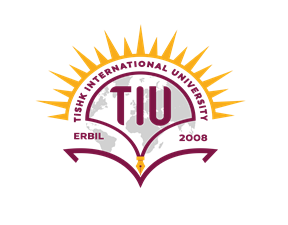 TISHK INTERNATIONAL UNIVERSITY
TIU
ERBIL 2008